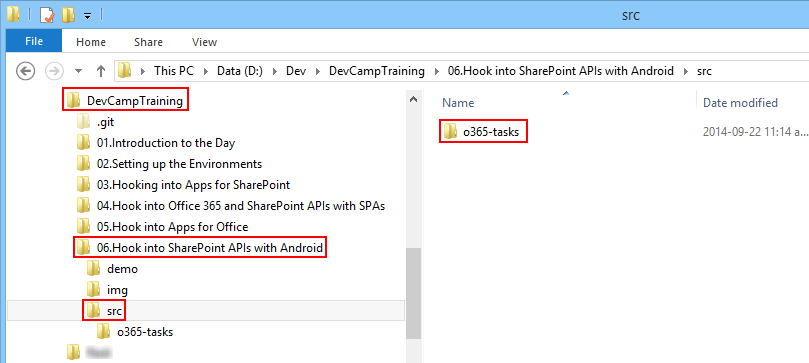 src
File Home Share View
This PC Data (D:) Dev DevCampTraining 06.Hook into SharePoint APIs with Android src
DevCampTraining
.git
01.Introduction to the Day
02.Setting up the Environments
03.Hooking into Apps for SharePoint
04.Hook into Office 365 and SharePoint APIs with SPAs
05.Hook into Apps for Office
06.Hook into SharePoint APIs with Android
demo
img
src
o365-tasks
Name Date modified
o365-tasks 2014-09-22 11:14 a...